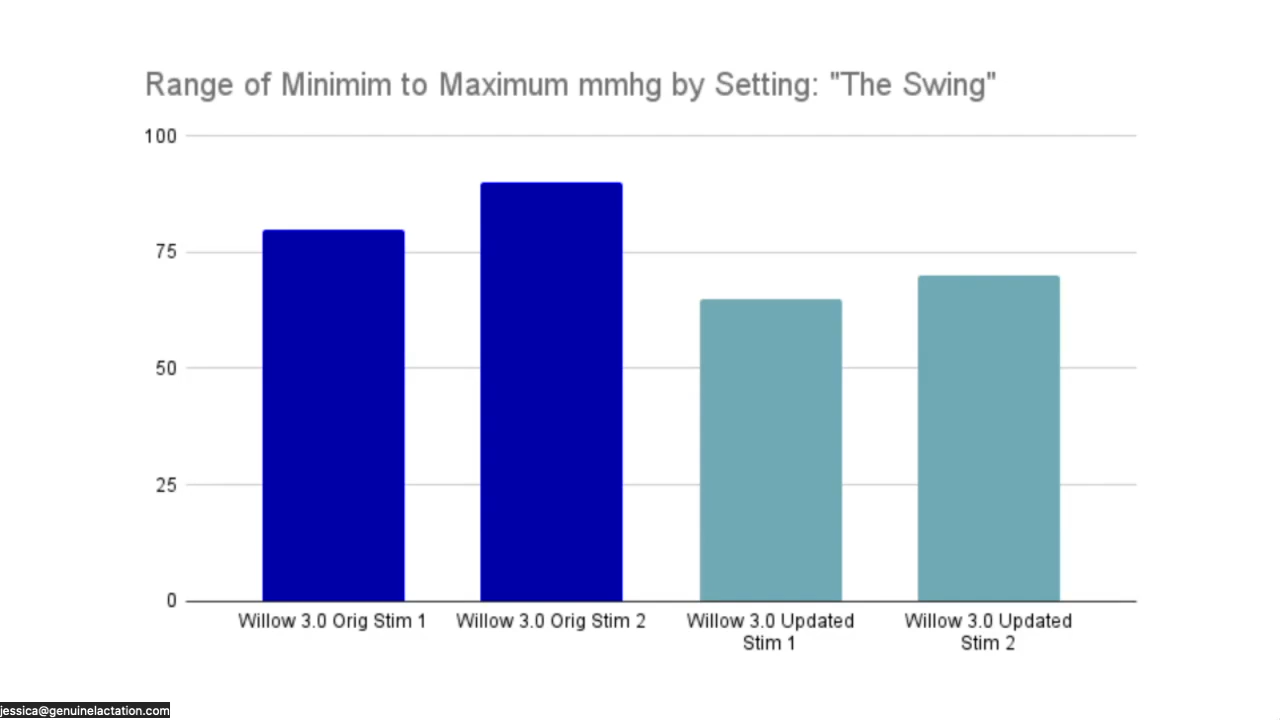 Range of Minimim to Maximum mmhg by Setting: "The Swing"
100
75
50
25
0
Willow 3.0 Orig Stim 1
Willow 3.0 Orig Stim 2
Willow 3.0 Updated
Stim 1
Willow 3.0 Updated
Stim 2
jessica@genuinelactation.com